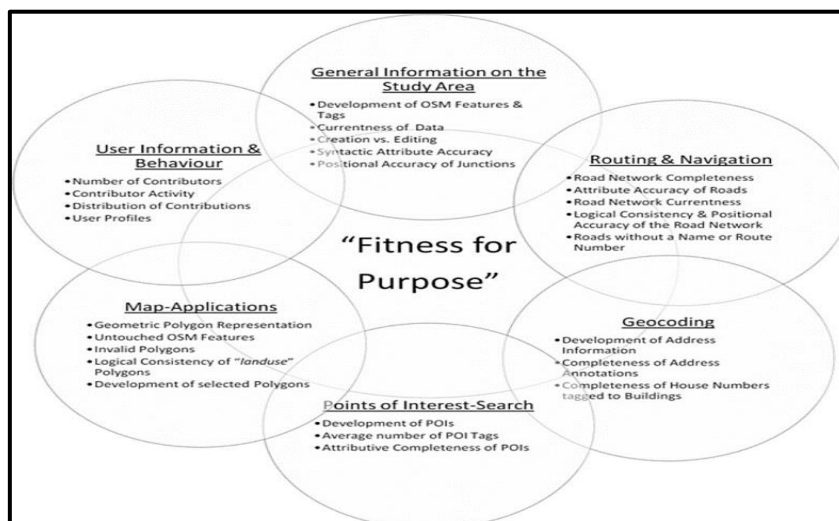 General Information on the
Study Area
•Development of OSM Features &
Tags
•Currentness of Data
•Creation vs. Editing
•Syntactic Attribute Accuracy
•Positional Accuracy of Junctions
User Information &
Behaviour
•Number of Contributors
•Contributor Activity
•Distribution of Contributions
•User Profiles
Routing & Navigation
•Road Network Completeness
•Attribute Accuracy of Roads
•Road Network Currentness
•Logical Consistency & Positional
Accuracy of the Road Network
•Roads without a Name or Route
Number
“Fitness for
Purpose”
Map-Applications
•Geometric Polygon Representation
•Untouched OSM Features
•Invalid Polygons
•Logical Consistency of “landuse”
Polygons
•Development of selected Polygons
Geocoding
•Development of Address
Information
•Completeness of Address
Annotations
•Completeness of House Numbers
tagged to Buildings
Points of Interest-Search
•Development of POIs
•Average number of POI Tags
•Attributive Completeness of POIs